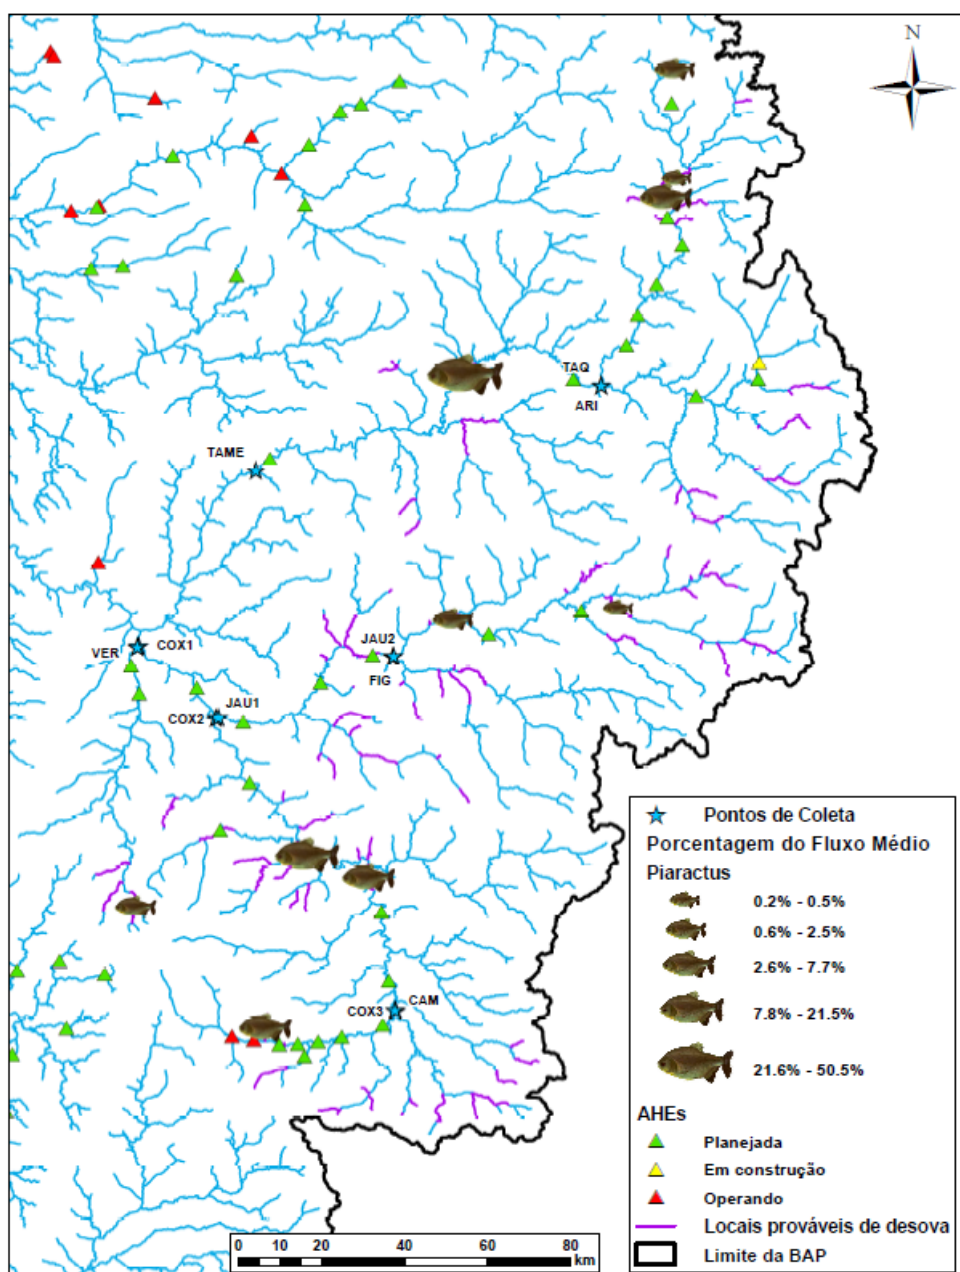 N
TAQ
ARI
TAME
VER
COX1
JAU2
FIG
JAU1
COX2
CAM
COX3
Pontos de Coleta
Porcentagem do Fluxo Médio
Piaractus
0.2% - 0.5%
0.6% - 2.5%
2.6% - 7.7%
7.8% - 21.5%
21.6% - 50.5%
AHEs
Planejada
Em construção
Operando
Locais prováveis de desova
Limite da BAP
0 10 20 40 60 80
km